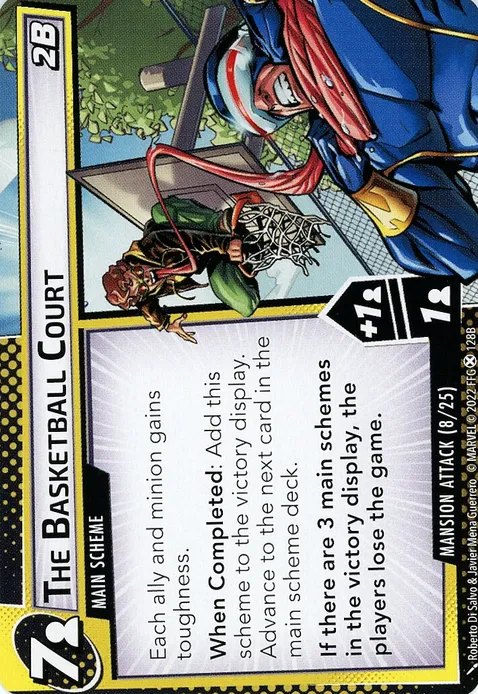 THE BASKETBALL COURT 2B
7
MAIN SCHEME
Each ally and minion gains
toughness.
When Completed: Add this
scheme to the victory display.
Advance to the next card in the
main scheme deck.
If there are 3 main schemes
in the victory display, the
players lose the game.
+1
1
MANSION ATTACK (8/25)
Roberto Di Salvo & Javier Mena Guerrero. © MARVEL © 2022 FFG 128B